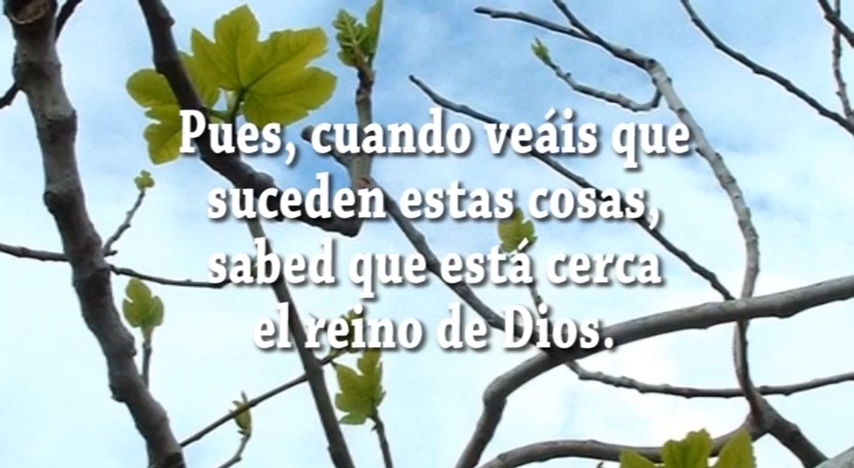 Pues, cuando veáis que
suceden estas cosas,
sabed que está cerca
el reino de Dios.